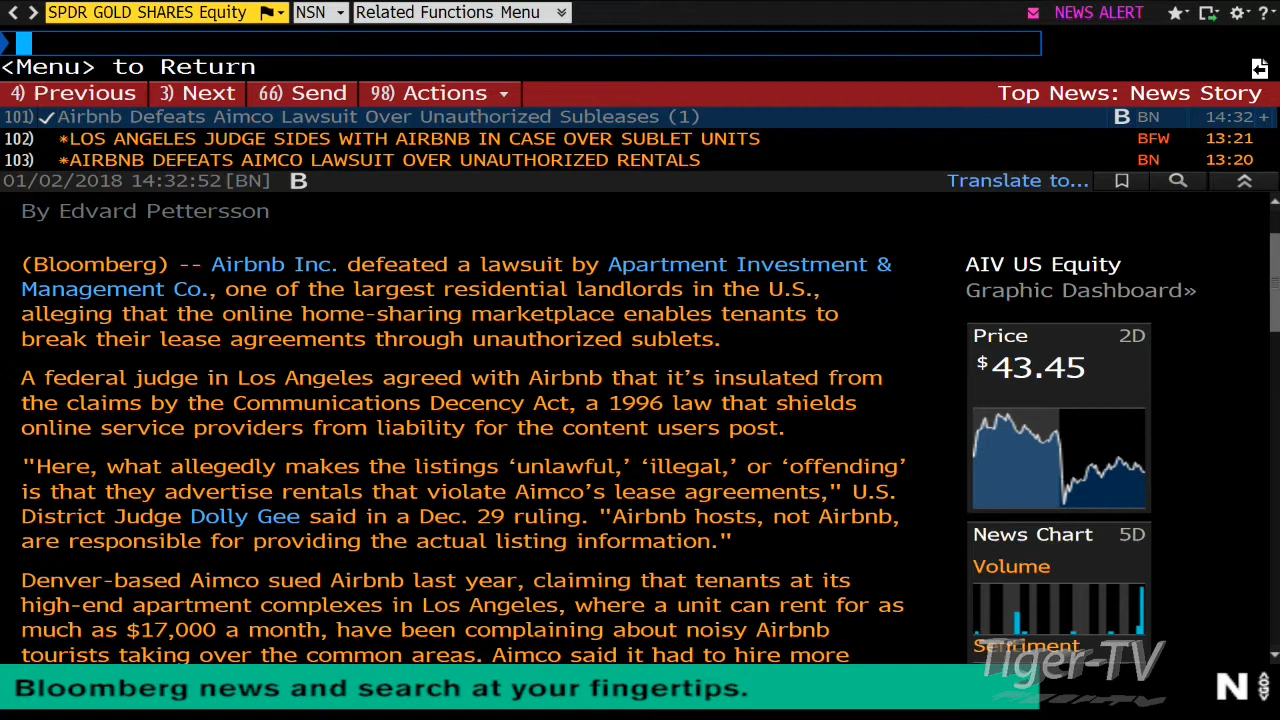 SPDR GOLD SHARES Equity NSN Related Functions Menu NEWS ALERT ?
<Menu> to Return
4) Previous 3) Next 66) Send 98) Actions Top News: News Story
101) Airbnb Defeats Aimco Lawsuit Over Unauthorized Subleases (1) B BN 14:32 +
102) *LOS ANGELES JUDGE SIDES WITH AIRBNB IN CASE OVER SUBLET UNITS BFW 13:21
103) *AIRBNB DEFEATS AIMCO LAWSUIT OVER UNAUTHORIZED RENTALS BN 13:20
01/02/2018 14:32:52 [BN] B Translate to...
By Edvard Pettersson
(Bloomberg) -- Airbnb Inc. defeated a lawsuit by Apartment Investment &
Management Co., one of the largest residential landlords in the U.S.,
alleging that the online home-sharing marketplace enables tenants to
break their lease agreements through unauthorized sublets.
A federal judge in Los Angeles agreed with Airbnb that it’s insulated from
the claims by the Communications Decency Act, a 1996 law that shields
online service providers from liability for the content users post.
"Here, what allegedly makes the listings ‘unlawful,’ ‘illegal,’ or ‘offending’
is that they advertise rentals that violate Aimco’s lease agreements," U.S.
District Judge Dolly Gee said in a Dec. 29 ruling. "Airbnb hosts, not Airbnb,
are responsible for providing the actual listing information."
Denver-based Aimco sued Airbnb last year, claiming that tenants at its
high-end apartment complexes in Los Angeles, where a unit can rent for as
much as $17,000 a month, have been complaining about noisy Airbnb
tourists taking over the common areas. Aimco said it had to hire more
AIV US Equity
Graphic Dashboard»
Price 2D
$43.45
News Chart 5D
Volume
Sentiment
Tiger-TV
Bloomberg news and search at your fingertips.
N